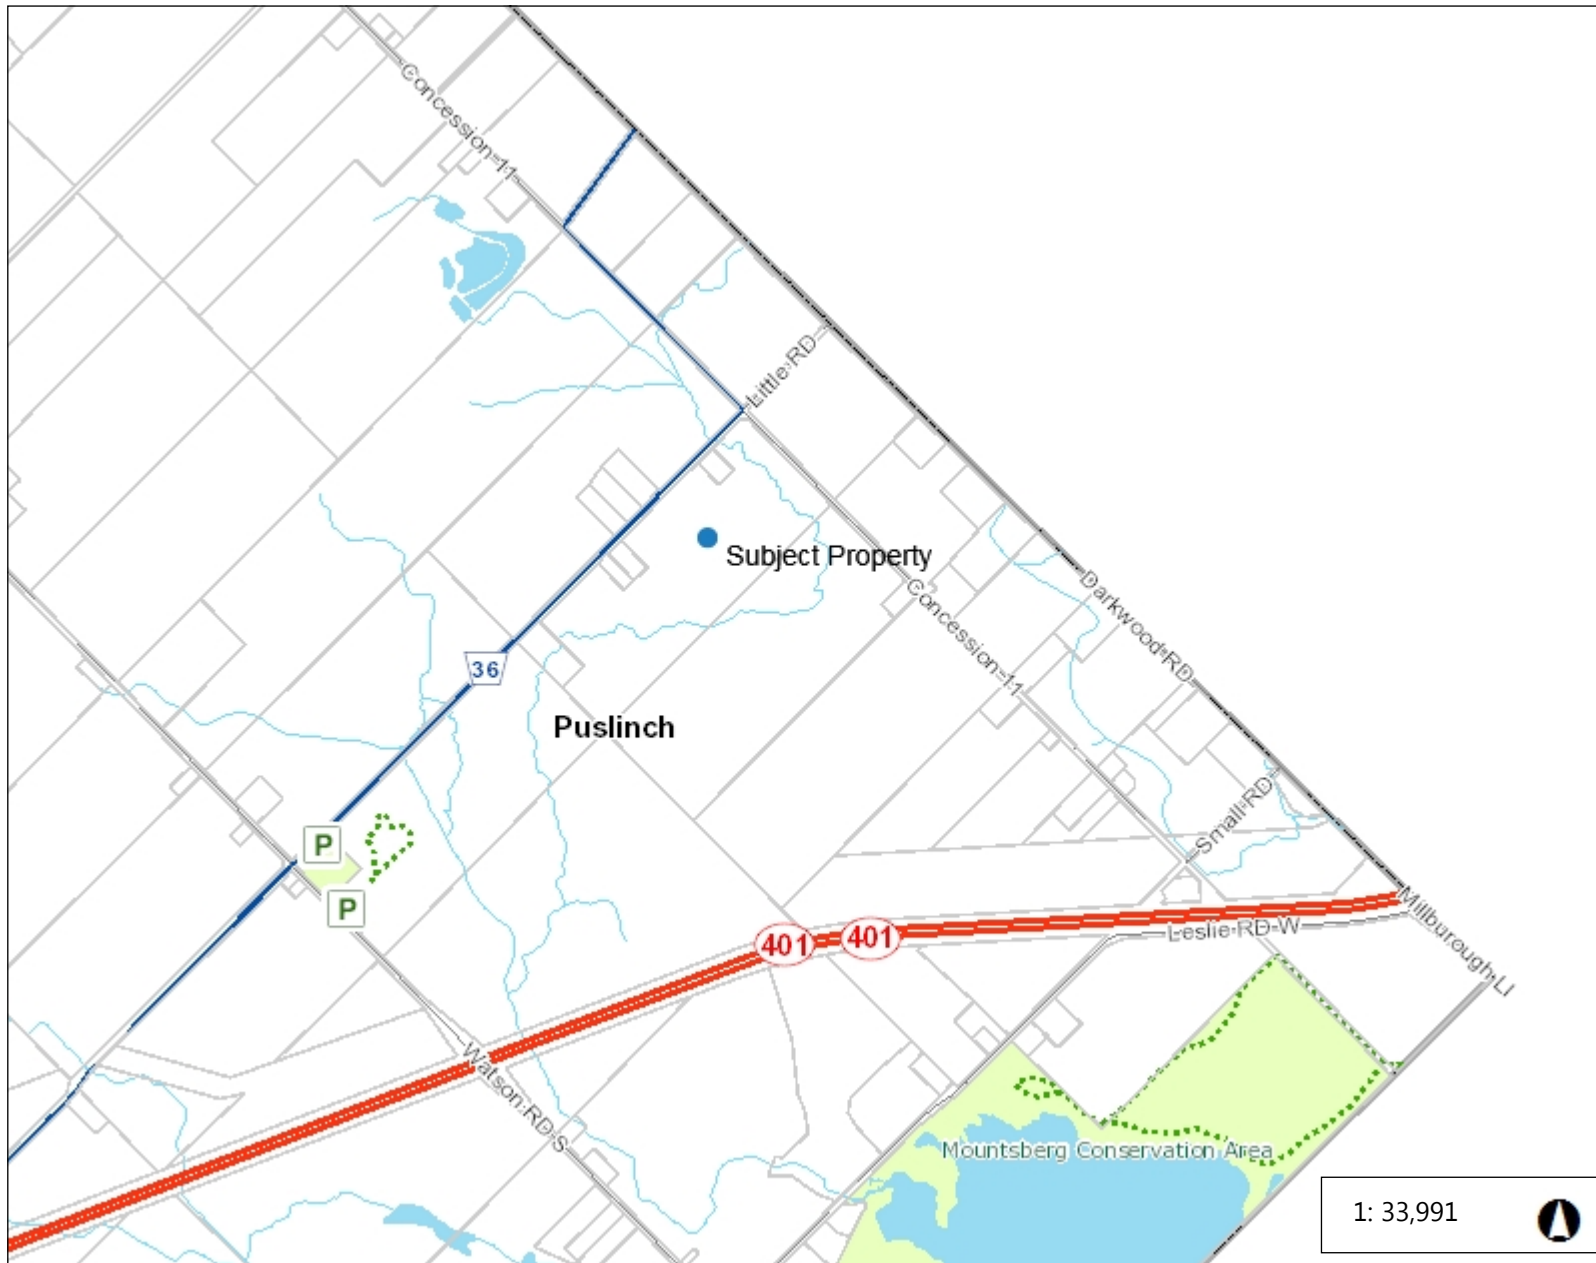 Concession 11
Little RD
Subject Property
Concession 11
Darkwood RD
36
Puslinch
Small RD
P
P
401
401
Leslie RD W
Millburough LI
Watson RD S
Mountsberg Conservation Area
1: 33,991